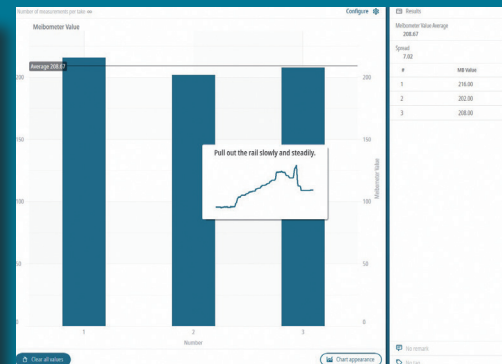 Number of measurements per take
Configure
Meibometer Value
Average 208.67
200
150
100
50
0
200
150
100
50
0
Meibometer Value
Pull out the rail slowly and steadily.
1
2
3
Number
Clear all values
Chart appearance
Results
Meibometer Value Average
208.67
Spread
7.02
# MB Value
1 216.00
2 202.00
3 208.00
No remark